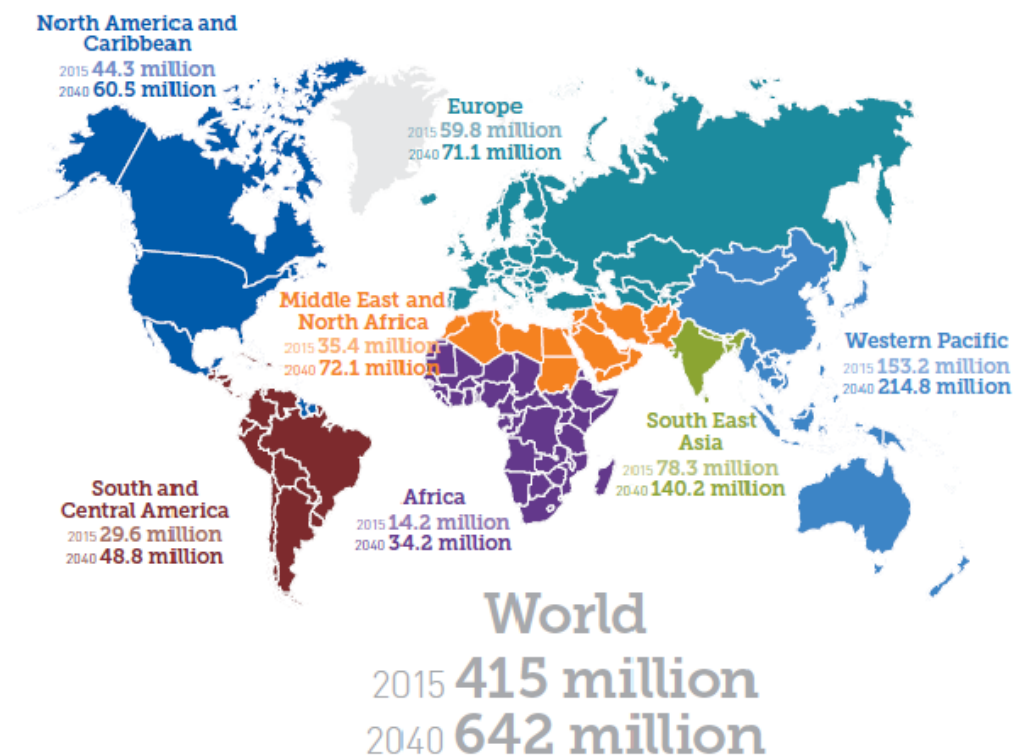 North America and
Caribbean
2015 44.3 million
2040 60.5 million
Europe
2015 59.8 million
2040 71.1 million
Middle East and
North Africa
2015 35.4 million
2040 72.1 million
Western Pacific
2015 153.2 million
2040 214.8 million
South East
Asia
2015 78.3 million
2040 140.2 million
South and
Central America
2015 29.6 million
2040 48.8 million
Africa
2015 14.2 million
2040 34.2 million
World
2015 415 million
2040 642 million